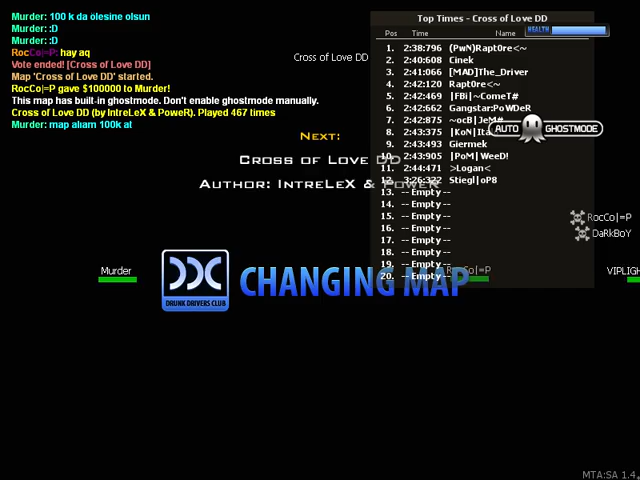 Murder: 100 k da ölesine olsun
Murder: :D
Murder: :D
RocCo|=P: hay aq
Vote ended! [Cross of Love DD]
Map 'Cross of Love DD' started.
RocCo|=P gave $100000 to Murder!
This map has built-in ghostmode. Don't enable ghostmode manually.
Cross of Love DD (by IntreLeX & PoweR). Played 467 times
Murder: map alıam 100k at
Cross of Love DD
Top Times - Cross of Love DD
HEALTH
Pos Time Name
1. 2:38:796 (PwN)Rapt0re<~
2. 2:40:608 Cinek
3. 2:41:066 [MAD]The_Driver
4. 2:42:120 Rapt0re<~
5. 2:42:469 |FBi|~ComeT#
6. 2:42:662 Gangstar:PoWDeR
7. 2:42:875 ~ocB|JeM#
8. 2:43:375 |KoN|Ita
9. 2:43:493 Giermek
10. 2:43:905 |PoM|WeeD!
11. 2:44:471 >Logan<
12. 3:26:322 Stiegl|oP8
13. -- Empty --
14. -- Empty --
15. -- Empty --
16. -- Empty --
17. -- Empty --
18. -- Empty --
19. -- Empty --
20. -- Empty --
AUTO GHOSTMODE
Next:
Cross of Love DD
Author: IntreLeX & PoweR
RocCo|=P
DaRkBoY
Murder
DDC
DRUNK DRIVERS CLUB
CHANGING MAP
RocCo|=P
VIPLIGH
MTA:SA 1.4